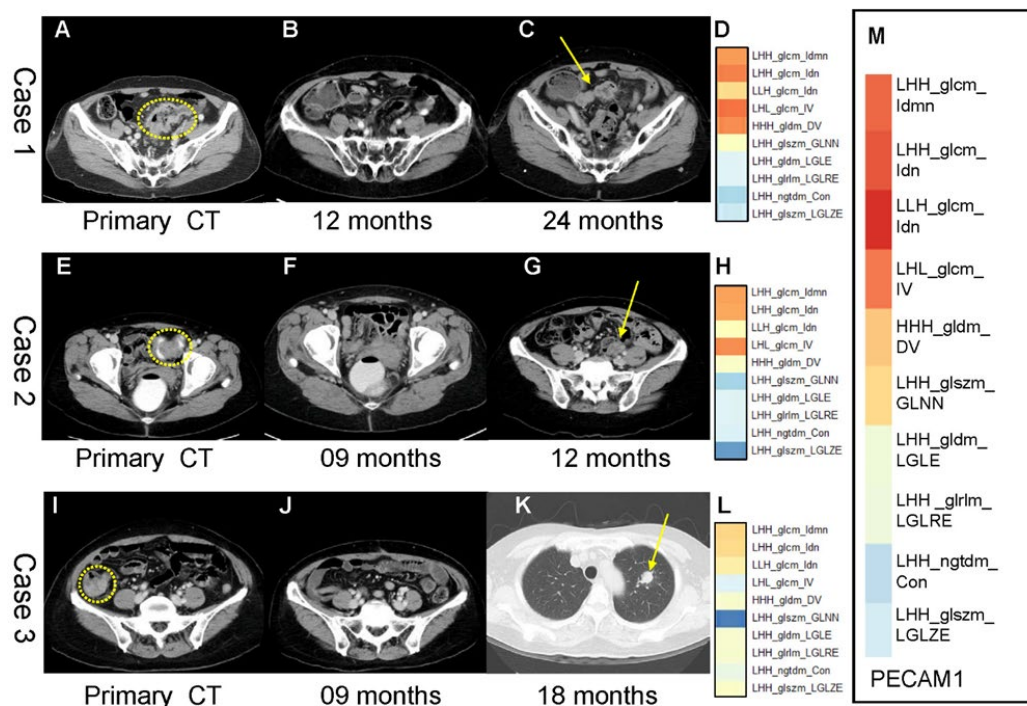 A
B
C
D
Case 1
LHH_glcm_Idmn
LHH_glcm_Idn
LLH_glcm_Idn
LHL_glcm_IV
HHH_gldm_DV
LHH_glszm_GLNN
LHH_gldm_LGLE
LHH_glrlm_LGLRE
LHH_ngtdm_Con
LHH_glszm_LGLZE
Primary CT
12 months
24 months
E
F
G
H
Case 2
LHH_glcm_Idmn
LHH_glcm_Idn
LLH_glcm_Idn
LHL_glcm_IV
HHH_gldm_DV
LHH_glszm_GLNN
LHH_gldm_LGLE
LHH_glrlm_LGLRE
LHH_ngtdm_Con
LHH_glszm_LGLZE
Primary CT
09 months
12 months
I
J
K
L
Case 3
LHH_glcm_Idmn
LHH_glcm_Idn
LLH_glcm_Idn
LHL_glcm_IV
HHH_gldm_DV
LHH_glszm_GLNN
LHH_gldm_LGLE
LHH_glrlm_LGLRE
LHH_ngtdm_Con
LHH_glszm_LGLZE
Primary CT
09 months
18 months
M
LHH_glcm_
Idmn
LHH_glcm_
Idn
LLH_glcm_
Idn
LHL_glcm_
IV
HHH_gldm_
DV
LHH_glszm_
GLNN
LHH_gldm_
LGLE
LHH _glrlm_
LGLRE
LHH_ngtdm_
Con
LHH_glszm_
LGLZE
PECAM1